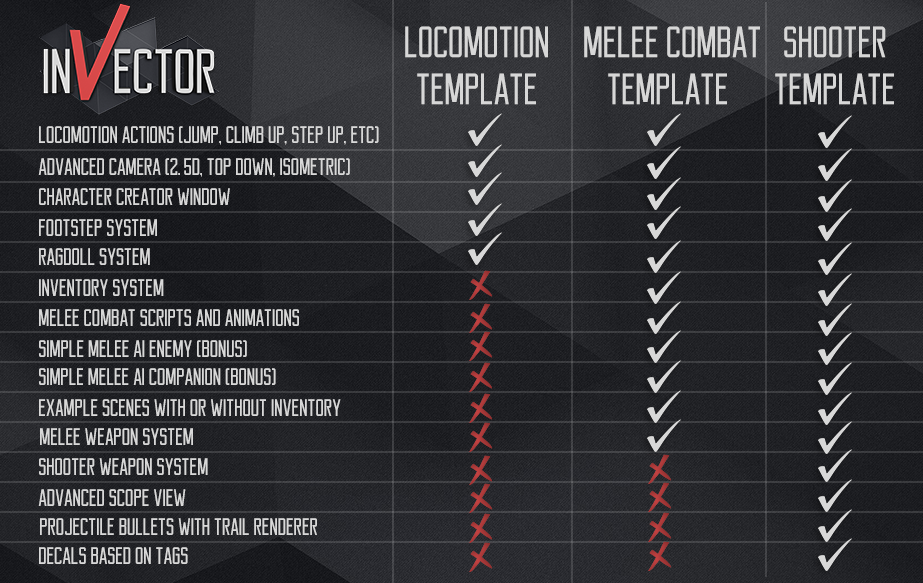 INVECTOR
LOCOMOTION TEMPLATE
MELEE COMBAT TEMPLATE
SHOOTER TEMPLATE
LOCOMOTION ACTIONS (JUMP, CLIMB UP, STEP UP, ETC)
ADVANCED CAMERA (2.5D, TOP DOWN, ISOMETRIC)
CHARACTER CREATOR WINDOW
FOOTSTEP SYSTEM
RAGDOLL SYSTEM
INVENTORY SYSTEM
MELEE COMBAT SCRIPTS AND ANIMATIONS
SIMPLE MELEE AI ENEMY (BONUS)
SIMPLE MELEE AI COMPANION (BONUS)
EXAMPLE SCENES WITH OR WITHOUT INVENTORY
MELEE WEAPON SYSTEM
SHOOTER WEAPON SYSTEM
ADVANCED SCOPE VIEW
PROJECTILE BULLETS WITH TRAIL RENDERER
DECALS BASED ON TAGS